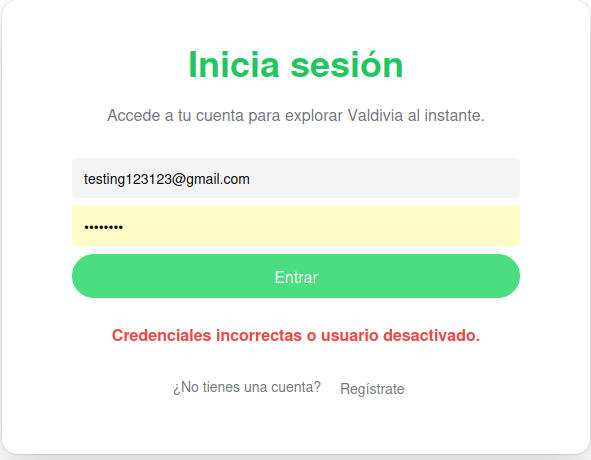 Inicia sesión
Accede a tu cuenta para explorar Valdivia al instante.
testing123123@gmail.com
••••••••
Entrar
Credenciales incorrectas o usuario desactivado.
¿No tienes una cuenta? Regístrate